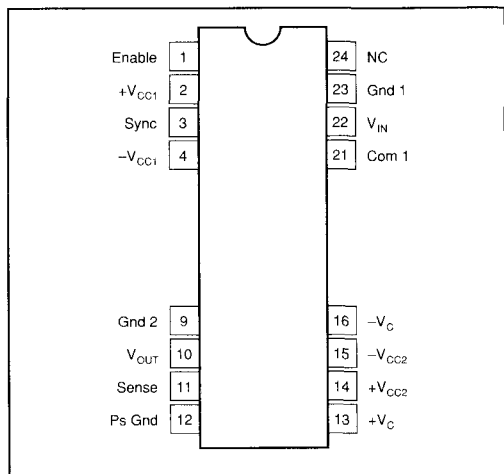 Enable 1 24 NC
+VCC1 2 23 Gnd 1
Sync 3 22 VIN
−VCC1 4 21 Com 1
Gnd 2 9 16 −VC
VOUT 10 15 −VCC2
Sense 11 14 +VCC2
Ps Gnd 12 13 +VC